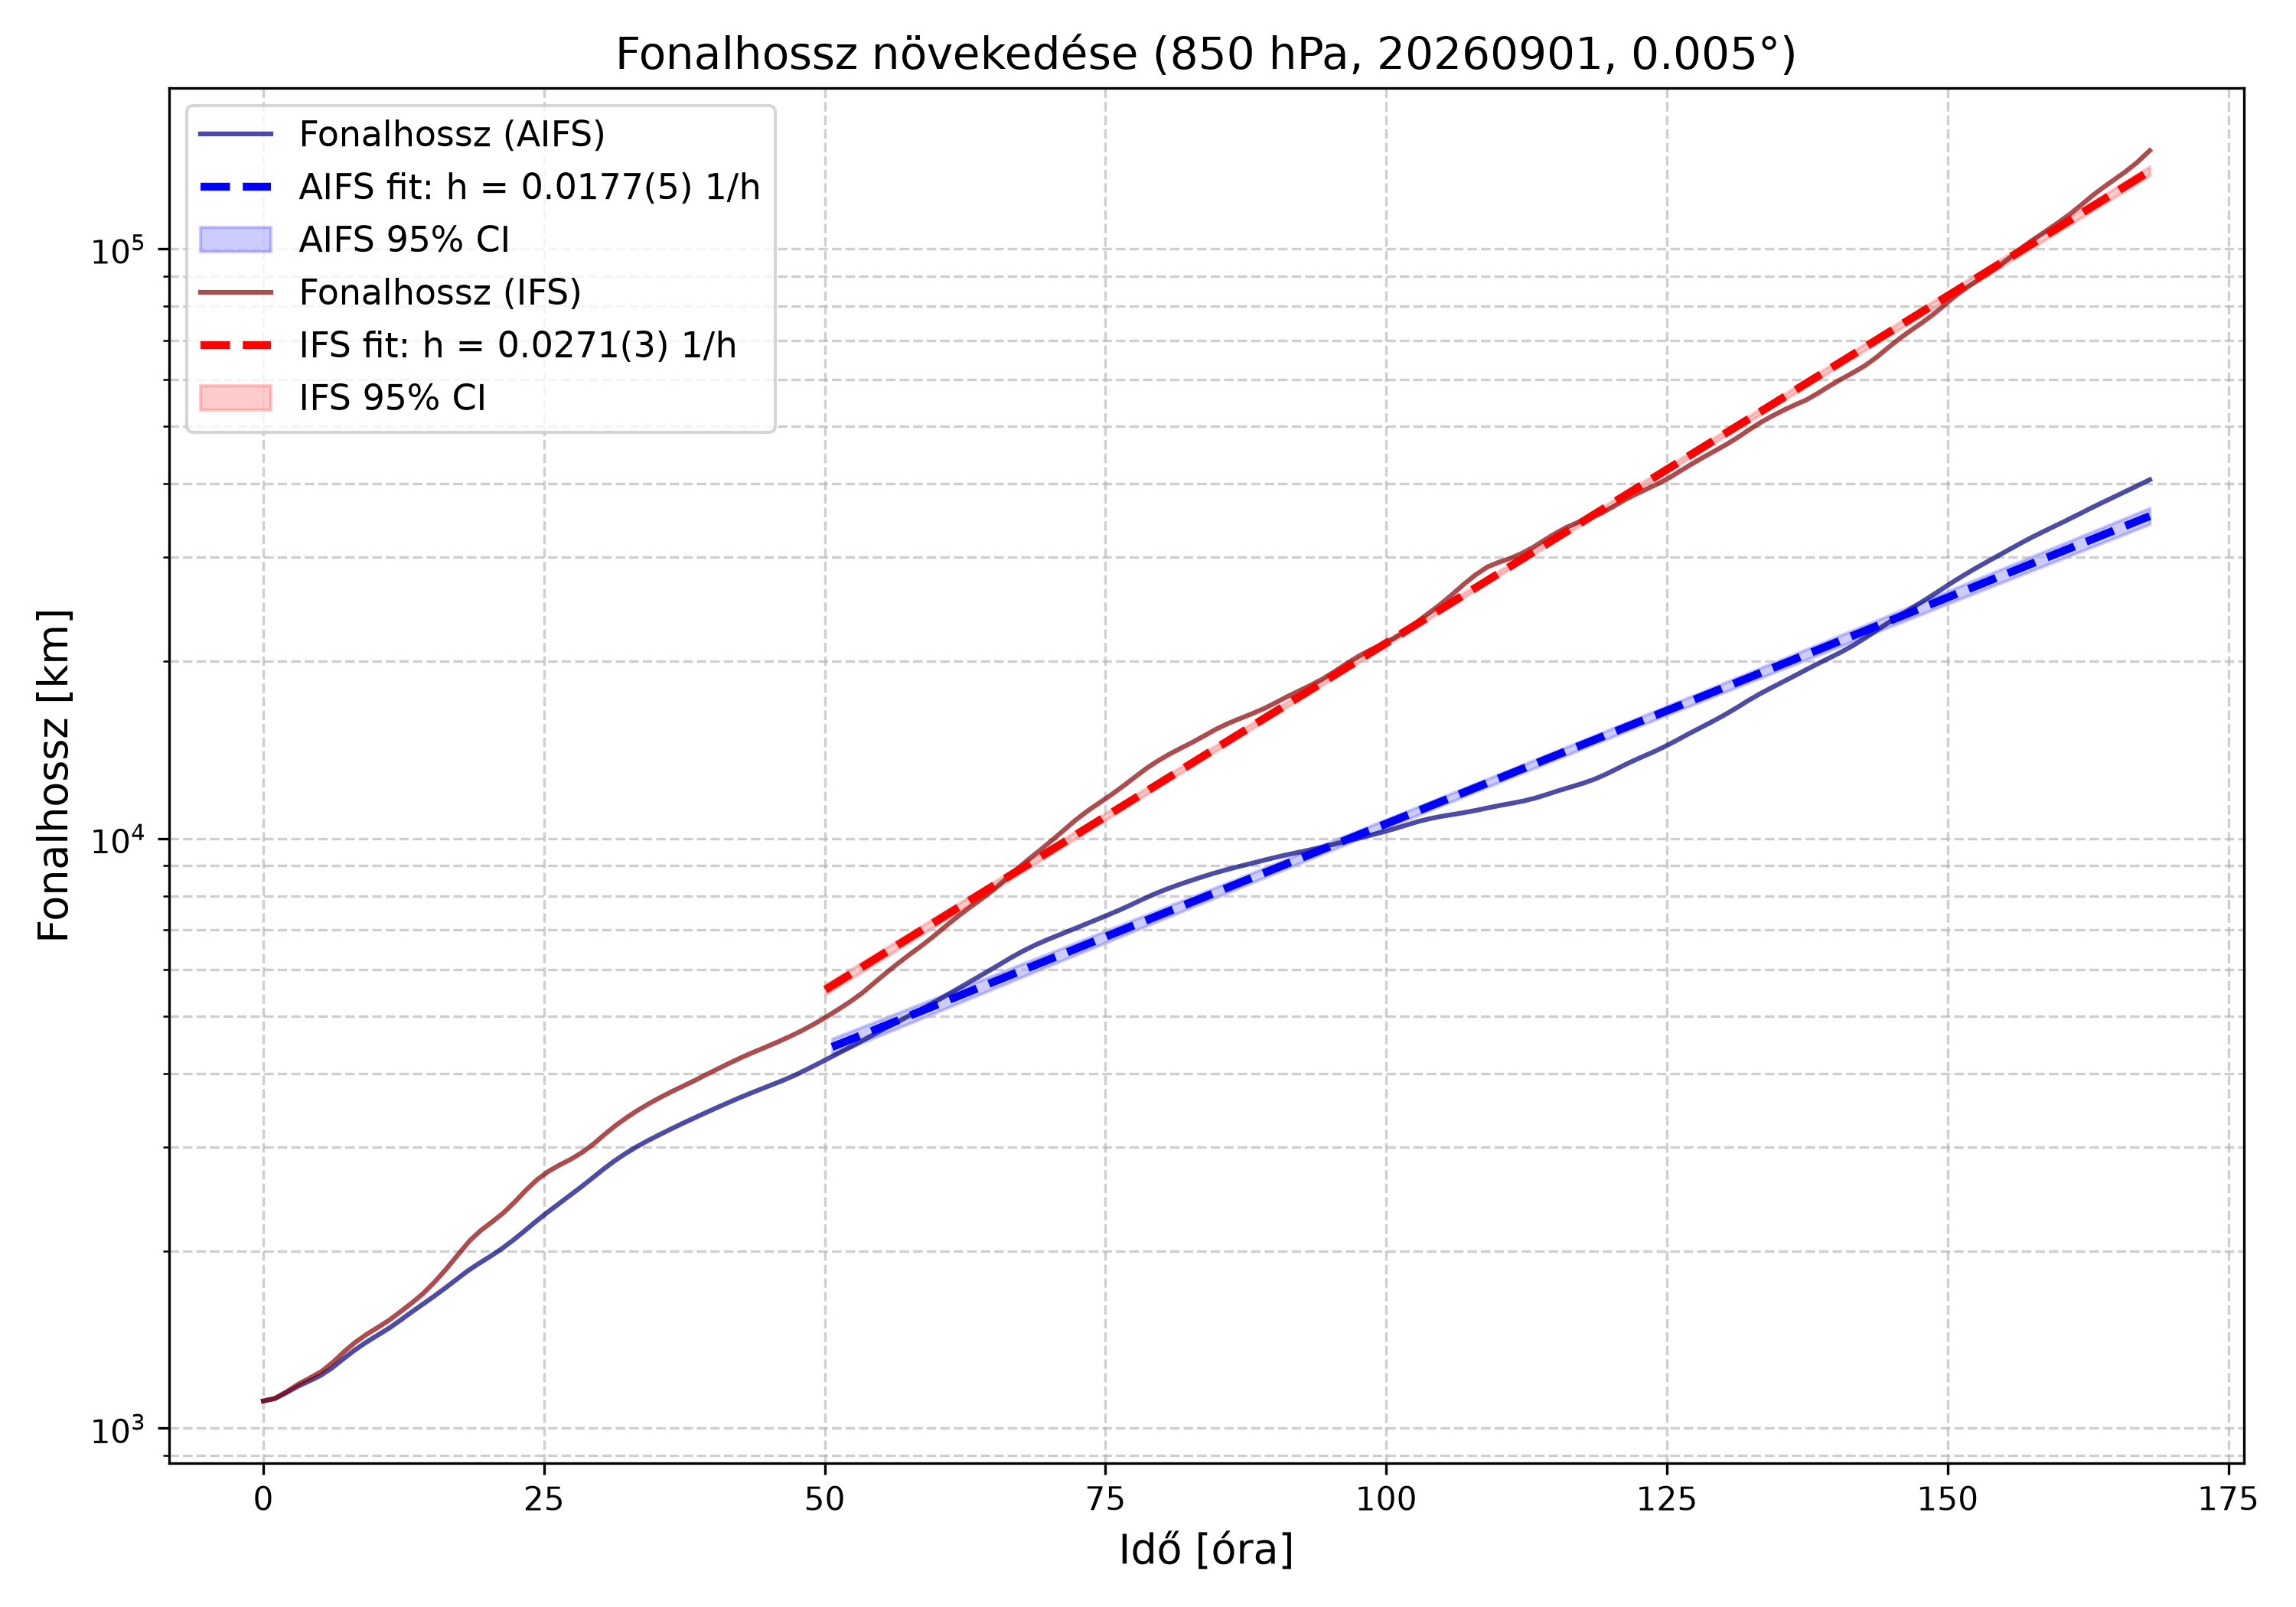 Fonalhossz növekedése (850 hPa, 20260901, 0.005°)
Fonalhossz (AIFS)
AIFS fit: h = 0.0177(5) 1/h
AIFS 95% CI
Fonalhossz (IFS)
IFS fit: h = 0.0271(3) 1/h
IFS 95% CI
Fonalhossz [km]
10⁵
10⁴
10³
0 25 50 75 100 125 150 175
Idő [óra]